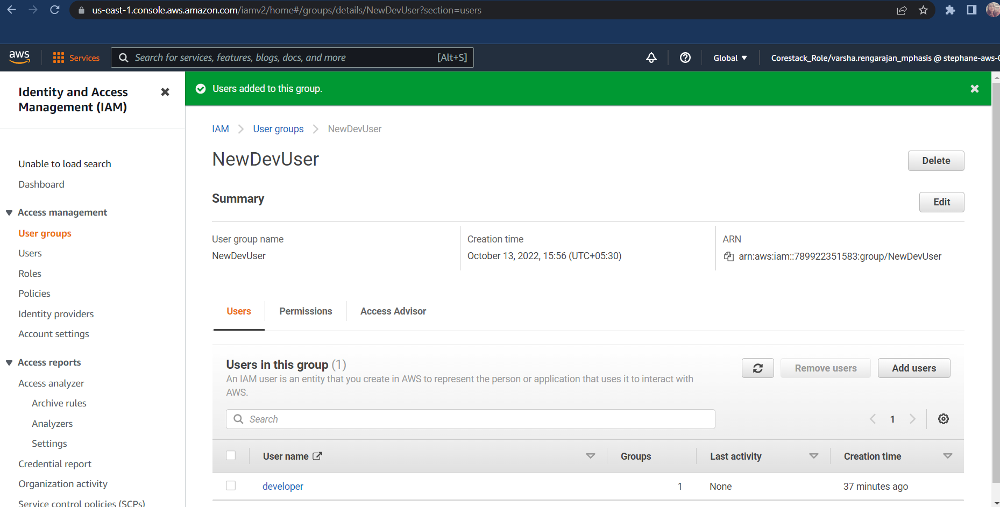 us-east-1.console.aws.amazon.com/iamv2/home#/groups/details/NewDevUser?section=users
aws
Services
Search for services, features, blogs, docs, and more
[Alt+S]
Global
Corestack_Role/varsha.rengarajan_mphasis @ stephane-aws-
Identity and Access
Management (IAM)
Unable to load search
Dashboard
Access management
User groups
Users
Roles
Policies
Identity providers
Account settings
Access reports
Access analyzer
Archive rules
Analyzers
Settings
Credential report
Organization activity
Service control policies (SCPs)
Users added to this group.
IAM
User groups
NewDevUser
NewDevUser
Delete
Summary
Edit
User group name
NewDevUser
Creation time
October 13, 2022, 15:56 (UTC+05:30)
ARN
arn:aws:iam::789922351583:group/NewDevUser
Users
Permissions
Access Advisor
Users in this group (1)
An IAM user is an entity that you create in AWS to represent the person or application that uses it to interact with
AWS.
Remove users
Add users
Search
1
User name
Groups
Last activity
Creation time
developer
1
None
37 minutes ago